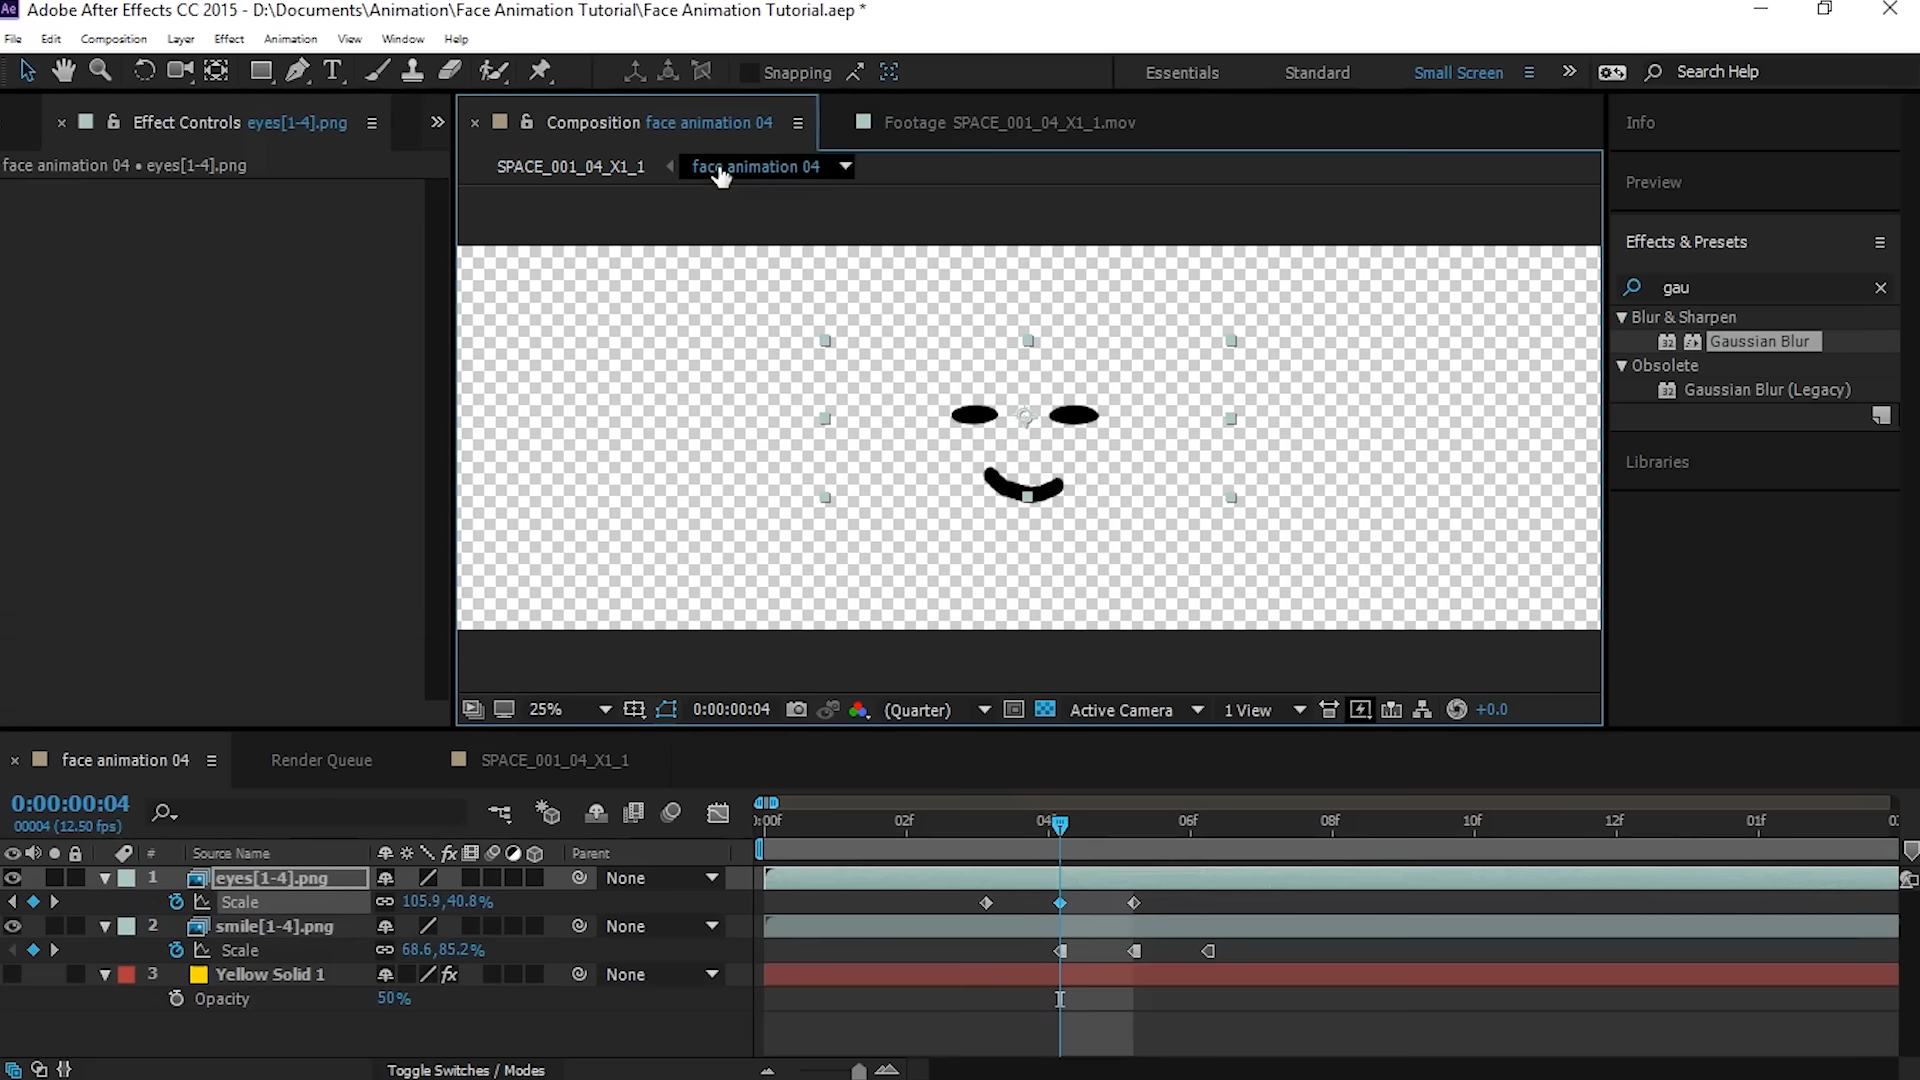 Ae Adobe After Effects CC 2015 - D:\Documents\Animation\Face Animation Tutorial\Face Animation Tutorial.aep *
File Edit Composition Layer Effect Animation View Window Help
Snapping Essentials Standard Small Screen Search Help
Effect Controls eyes[1-4].png
Composition face animation 04
Footage SPACE_001_04_X1_1.mov
Info
face animation 04 • eyes[1-4].png
SPACE_001_04_X1_1 face animation 04
Preview
Effects & Presets
gau
Blur & Sharpen
32 Gaussian Blur
Obsolete
32 Gaussian Blur (Legacy)
Libraries
25% 0:00:00:04 (Quarter) Active Camera 1 View +0.0
face animation 04 Render Queue SPACE_001_04_X1_1
0:00:00:04
00004 (12.50 fps)
0:00f 02f 04f 06f 08f 10f 12f 01f
# Source Name fx Parent
1 eyes[1-4].png None
Scale 105.9,40.8%
2 smile[1-4].png None
Scale 68.6,85.2%
3 Yellow Solid 1 fx None
Opacity 50%
Toggle Switches / Modes